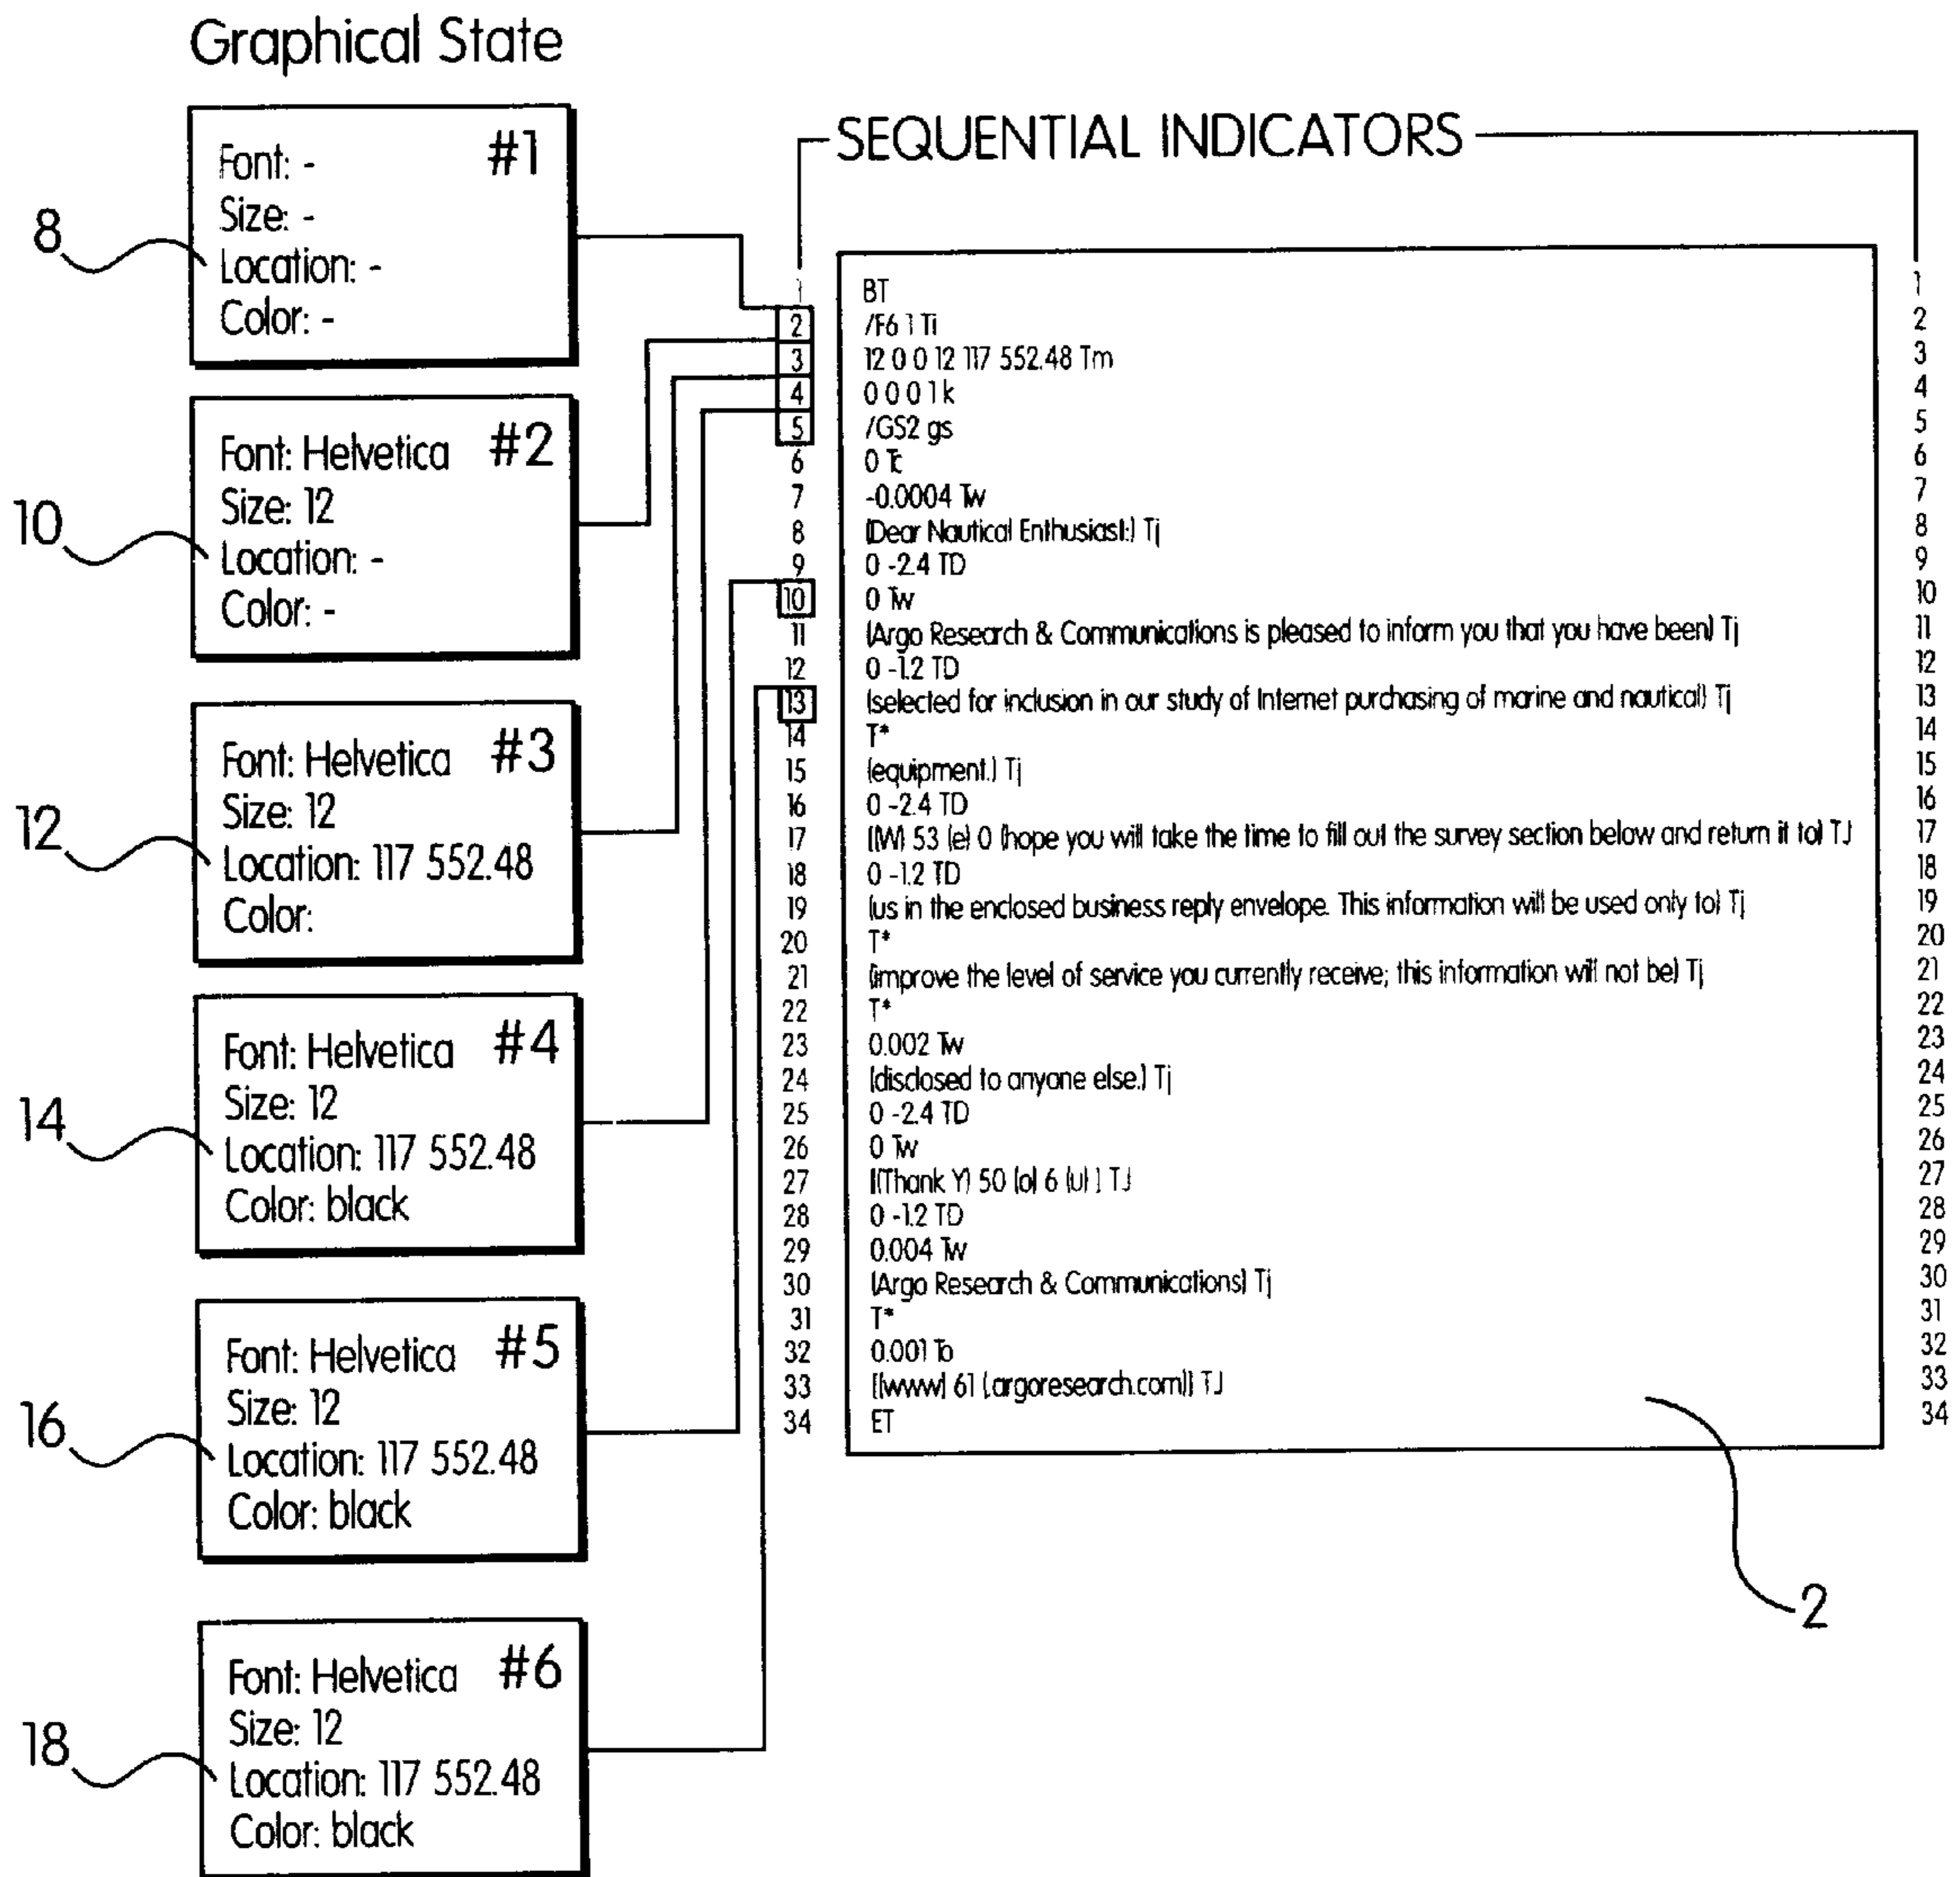 Graphical State
#1
Font: -
Size: -
Location: -
Color: -
8
#2
Font: Helvetica
Size: 12
Location: -
Color: -
10
#3
Font: Helvetica
Size: 12
Location: 117 552.48
Color:
12
#4
Font: Helvetica
Size: 12
Location: 117 552.48
Color: black
14
#5
Font: Helvetica
Size: 12
Location: 117 552.48
Color: black
16
#6
Font: Helvetica
Size: 12
Location: 117 552.48
Color: black
18
SEQUENTIAL INDICATORS
1 BT 1
2 /F6 1 Ti 2
3 12 0 0 12 117 552.48 Tm 3
4 0 0 0 1 k 4
5 /GS2 gs 5
6 0 Tc 6
7 -0.0004 Tw 7
8 (Dear Nautical Enthusiast:) Tj 8
9 0 -2.4 TD 9
10 0 Tw 10
11 (Argo Research & Communications is pleased to inform you that you have been) Tj 11
12 0 -1.2 TD 12
13 (selected for inclusion in our study of Internet purchasing of marine and nautical) Tj 13
14 T* 14
15 (equipment.) Tj 15
16 0 -2.4 TD 16
17 [(W) 53 (e) 0 (hope you will take the time to fill out the survey section below and return it to) TJ 17
18 0 -1.2 TD 18
19 (us in the enclosed business reply envelope. This information will be used only to) Tj 19
20 T* 20
21 (improve the level of service you currently receive; this information will not be) Tj 21
22 T* 22
23 0.002 Tw 23
24 (disclosed to anyone else.) Tj 24
25 0 -2.4 TD 25
26 0 Tw 26
27 [(Thank Y) 50 (o) 6 (u) ] TJ 27
28 0 -1.2 TD 28
29 0.004 Tw 29
30 (Argo Research & Communications) Tj 30
31 T* 31
32 0.001 To 32
33 [(www) 61 (.argoresearch.com)] TJ 33
34 ET 34
2